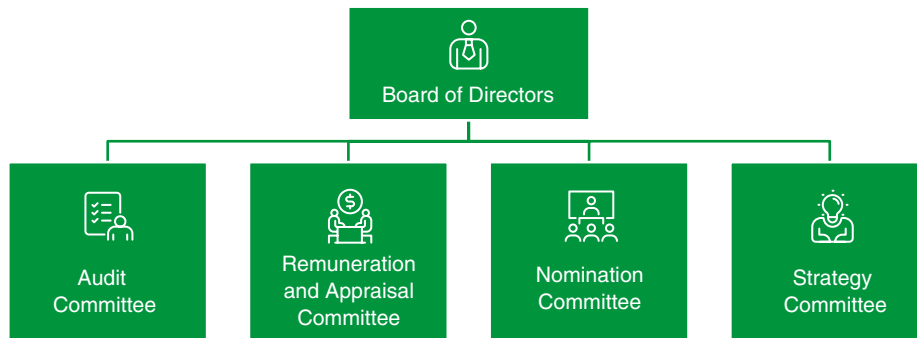 Board of Directors
Audit
Committee
Remuneration
and Appraisal
Committee
Nomination
Committee
Strategy
Committee
$